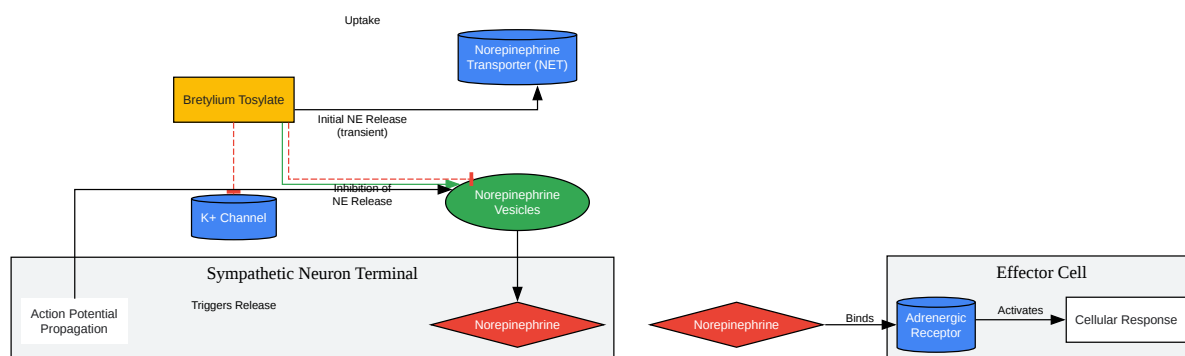 Uptake
Norepinephrine
Transporter (NET)
Bretylium Tosylate
Initial NE Release
(transient)
Inhibition of
NE Release
Norepinephrine
Vesicles
K+ Channel
Sympathetic Neuron Terminal
Effector Cell
Triggers Release
Action Potential
Propagation
Norepinephrine
Norepinephrine
Binds
Adrenergic
Receptor
Activates
Cellular Response